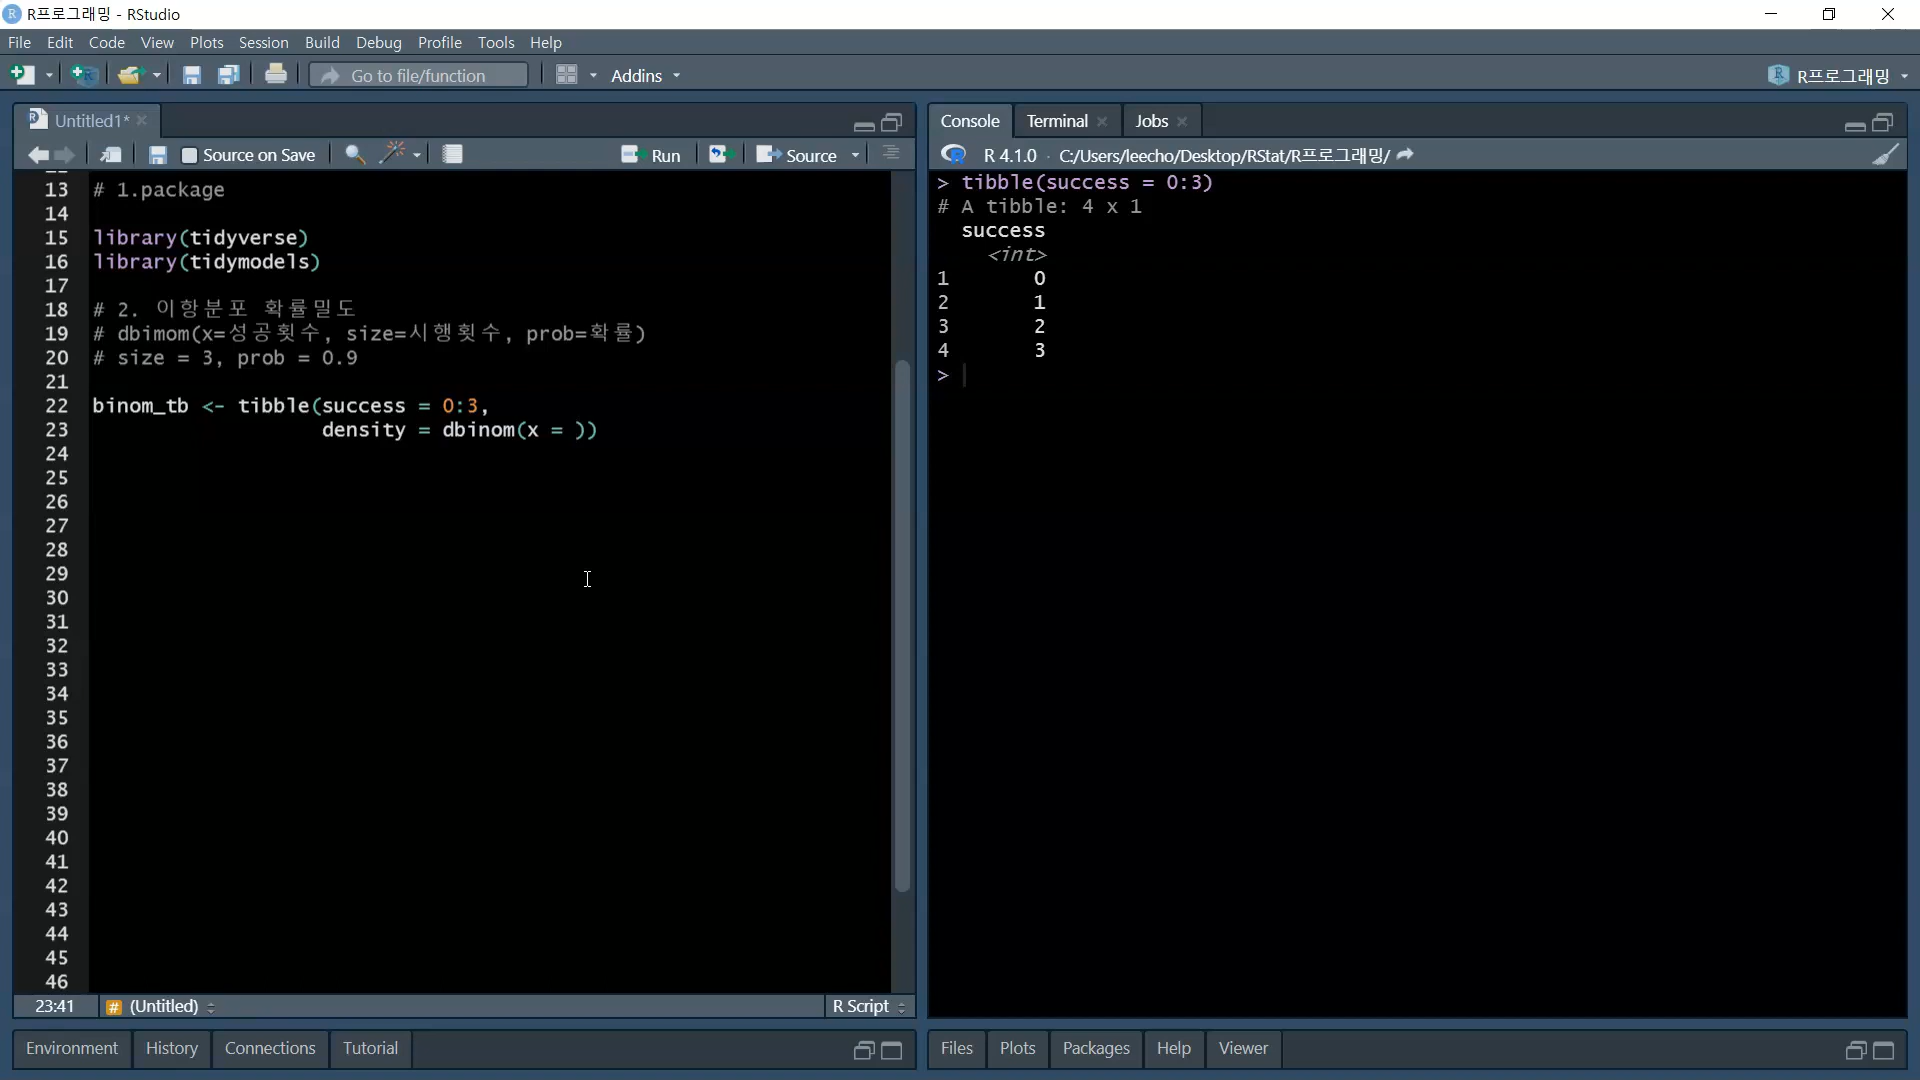 R프로그래밍 - RStudio
File Edit Code View Plots Session Build Debug Profile Tools Help
Go to file/function Addins R프로그래밍
Untitled1*
Source on Save Run Source
13 # 1.package
14
15 library(tidyverse)
16 library(tidymodels)
17
18 # 2. 이항분포 확률밀도
19 # dbimom(x=성공횟수, size=시행횟수, prob=확률)
20 # size = 3, prob = 0.9
21
22 binom_tb <- tibble(success = 0:3,
23 density = dbinom(x = ))
24
25
26
27
28
29
30
31
32
33
34
35
36
37
38
39
40
41
42
43
44
45
46
23:41 # (Untitled) R Script
Environment History Connections Tutorial
Console Terminal Jobs
R 4.1.0 · C:/Users/leecho/Desktop/RStat/R프로그래밍/
> tibble(success = 0:3)
# A tibble: 4 x 1
success
<int>
1 0
2 1
3 2
4 3
>
Files Plots Packages Help Viewer